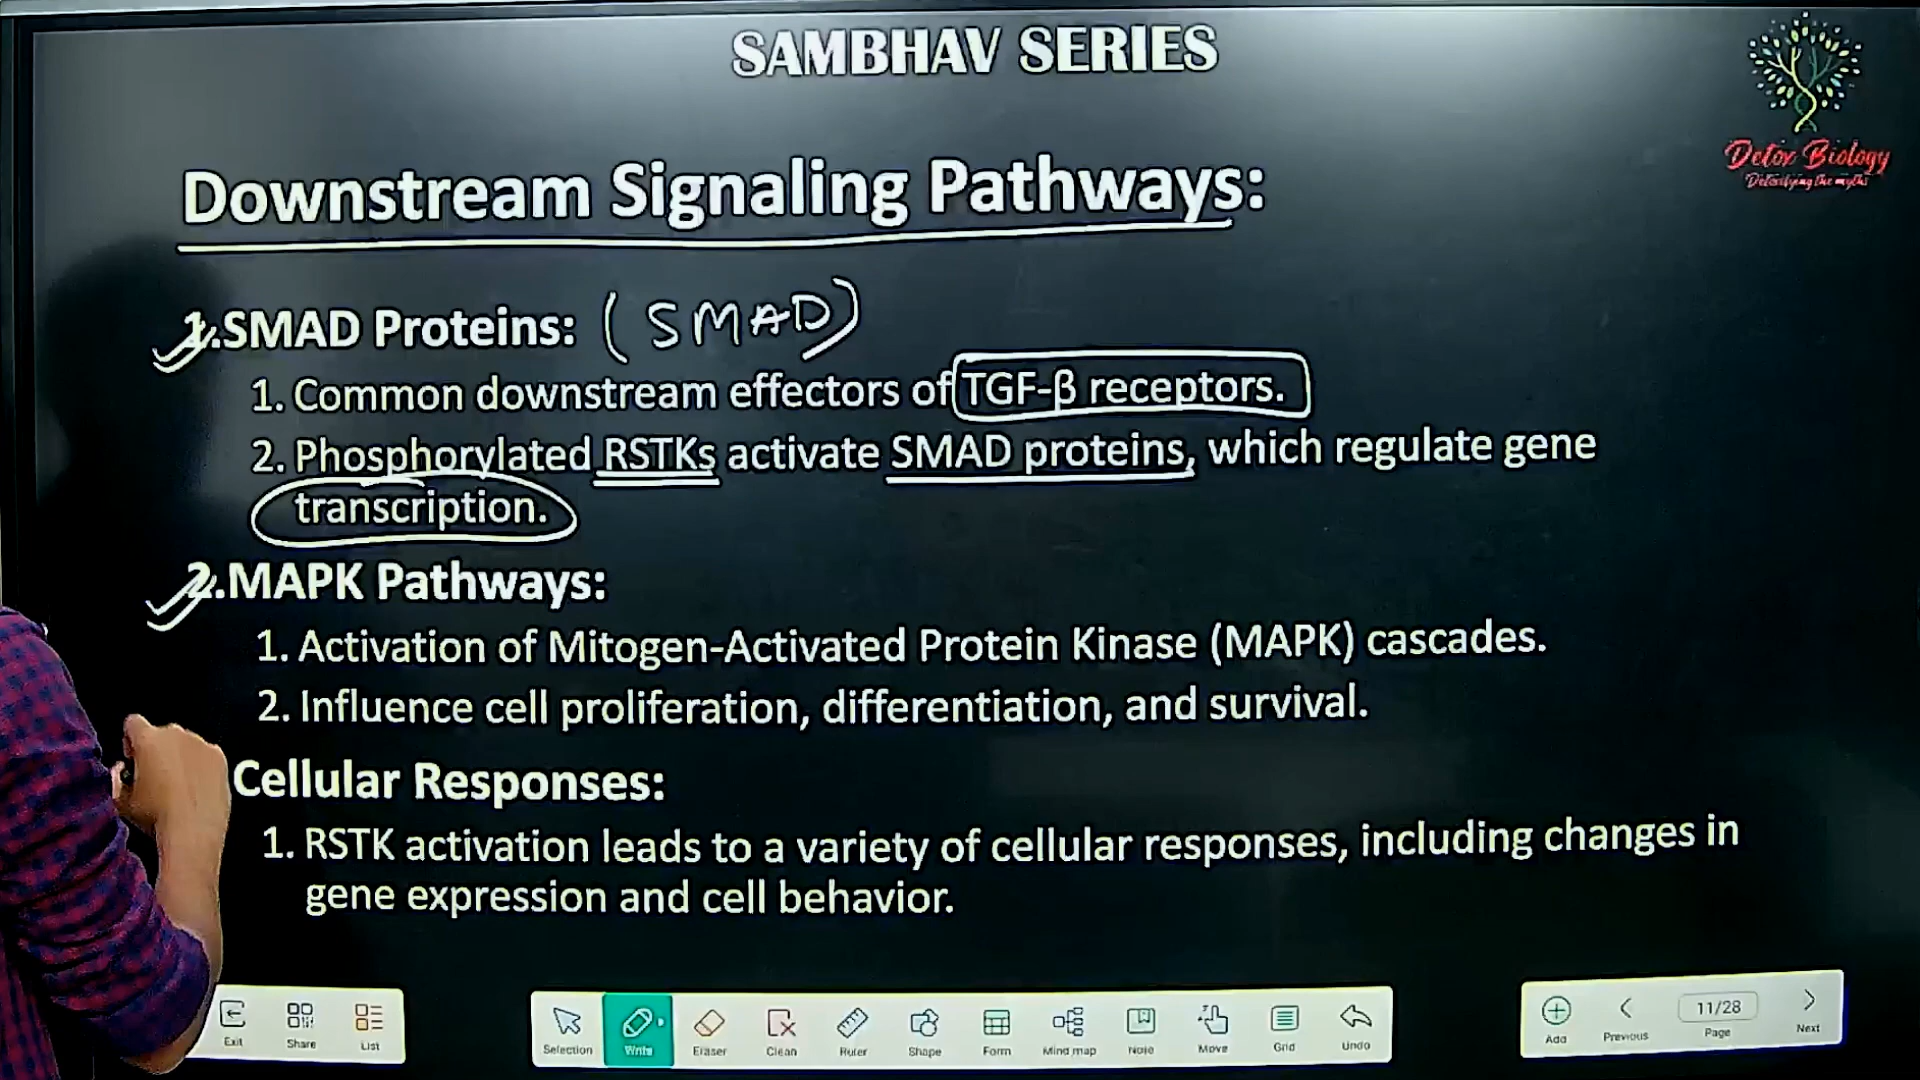 SAMBHAV SERIES
Detox Biology
Detoxifying the myths
Downstream Signaling Pathways:
1.SMAD Proteins: (SMAD)
1. Common downstream effectors of TGF-β receptors.
2. Phosphorylated RSTKs activate SMAD proteins, which regulate gene
transcription.
2.MAPK Pathways:
1. Activation of Mitogen-Activated Protein Kinase (MAPK) cascades.
2. Influence cell proliferation, differentiation, and survival.
Cellular Responses:
1. RSTK activation leads to a variety of cellular responses, including changes in
gene expression and cell behavior.
Exit Share List Selection Write Eraser Clean Ruler Shape Form Mind map Note Move Grid Undo Add Previous 11/28 Page Next